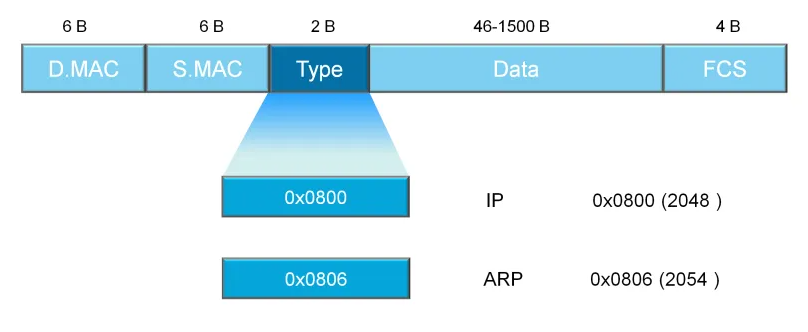 6 B 6 B 2 B 46-1500 B 4 B
D.MAC S.MAC Type Data FCS
0x0800 IP 0x0800 (2048 )
0x0806 ARP 0x0806 (2054 )